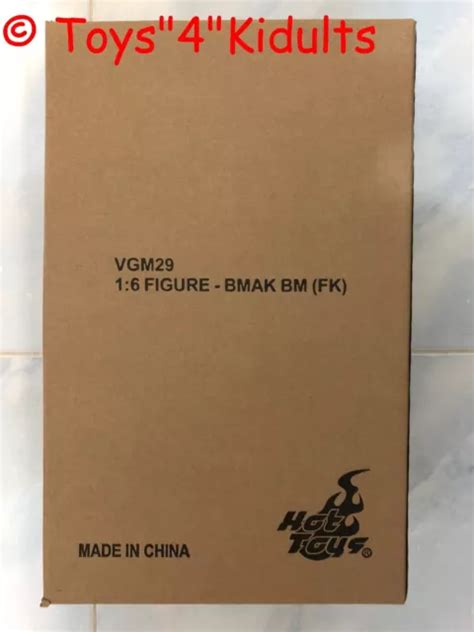 © Toys"4"Kidults
VGM29
1:6 FIGURE - BMAK BM (FK)
Hot
Toys®
MADE IN CHINA